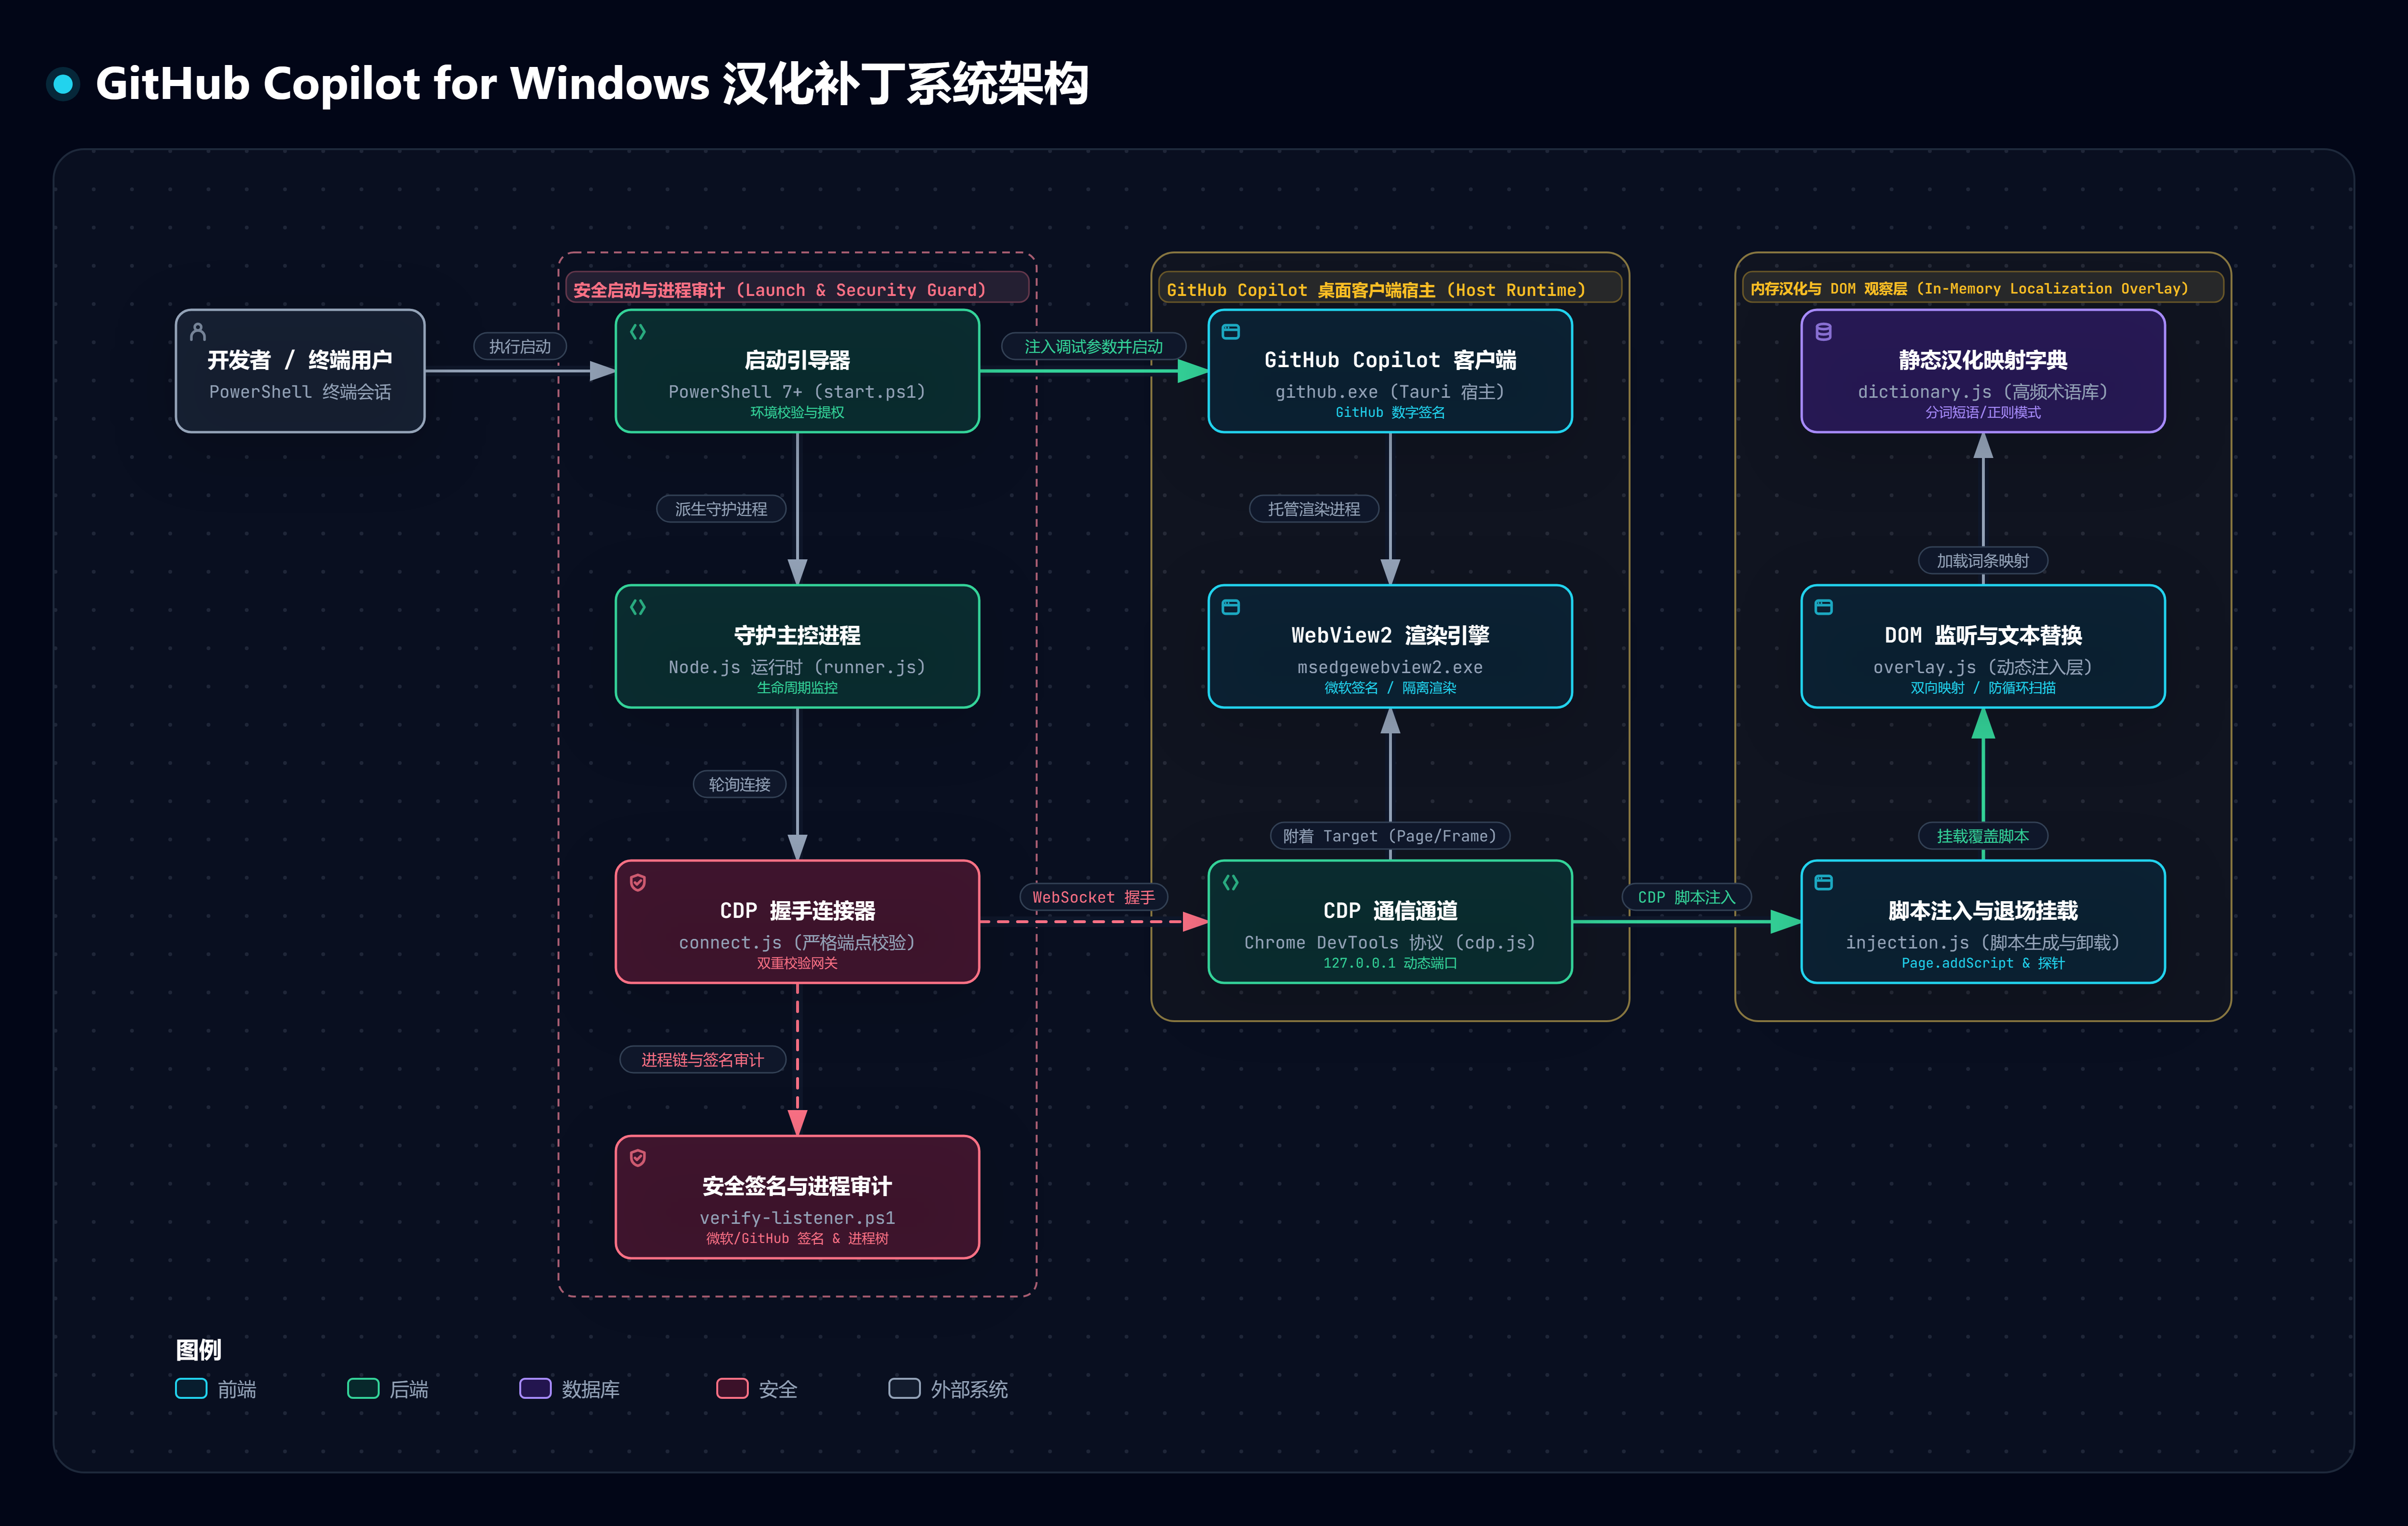 GitHub Copilot for Windows 汉化补丁系统架构
安全启动与进程审计 (Launch & Security Guard)
GitHub Copilot 桌面客户端宿主 (Host Runtime)
内存汉化与 DOM 观察层 (In-Memory Localization Overlay)
开发者 / 终端用户
PowerShell 终端会话
执行启动
启动引导器
PowerShell 7+ (start.ps1)
环境校验与提权
注入调试参数并启动
GitHub Copilot 客户端
github.exe (Tauri 宿主)
GitHub 数字签名
静态汉化映射字典
dictionary.js (高频术语库)
分词短语/正则模式
派生守护进程
托管渲染进程
加载词条映射
守护主控进程
Node.js 运行时 (runner.js)
生命周期监控
WebView2 渲染引擎
msedgewebview2.exe
微软签名 / 隔离渲染
DOM 监听与文本替换
overlay.js (动态注入层)
双向映射 / 防循环扫描
轮询连接
附着 Target (Page/Frame)
挂载覆盖脚本
CDP 握手连接器
connect.js (严格端点校验)
双重校验网关
WebSocket 握手
CDP 通信通道
Chrome DevTools 协议 (cdp.js)
127.0.0.1 动态端口
CDP 脚本注入
脚本注入与退场挂载
injection.js (脚本生成与卸载)
Page.addScript & 探针
进程链与签名审计
安全签名与进程审计
verify-listener.ps1
微软/GitHub 签名 & 进程树
图例
前端
后端
数据库
安全
外部系统